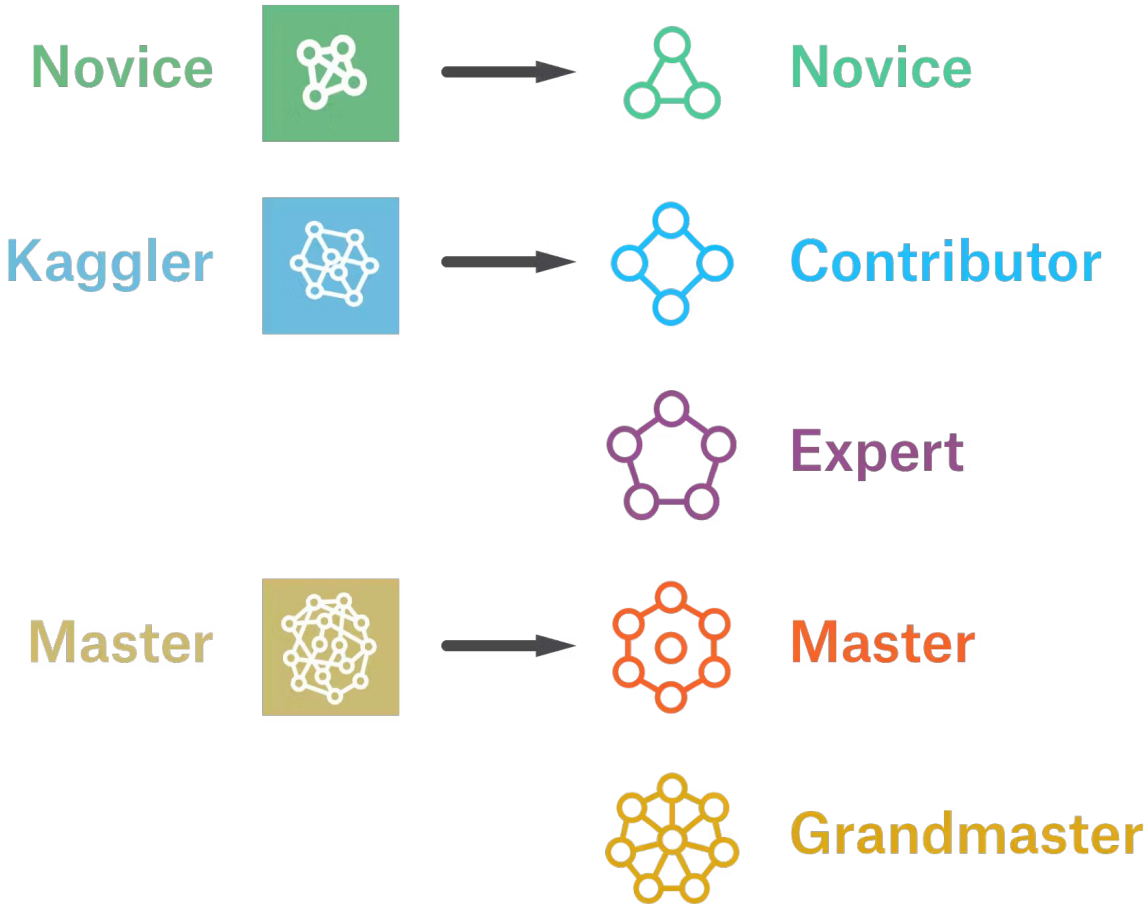 Novice Novice
Kaggler Contributor
Expert
Master Master
Grandmaster